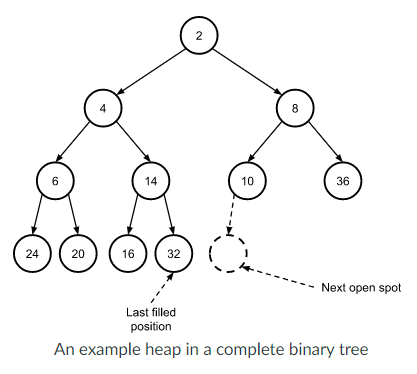 2
4 8
6 14 10 36
24 20 16 32
Next open spot
Last filled
position
An example heap in a complete binary tree